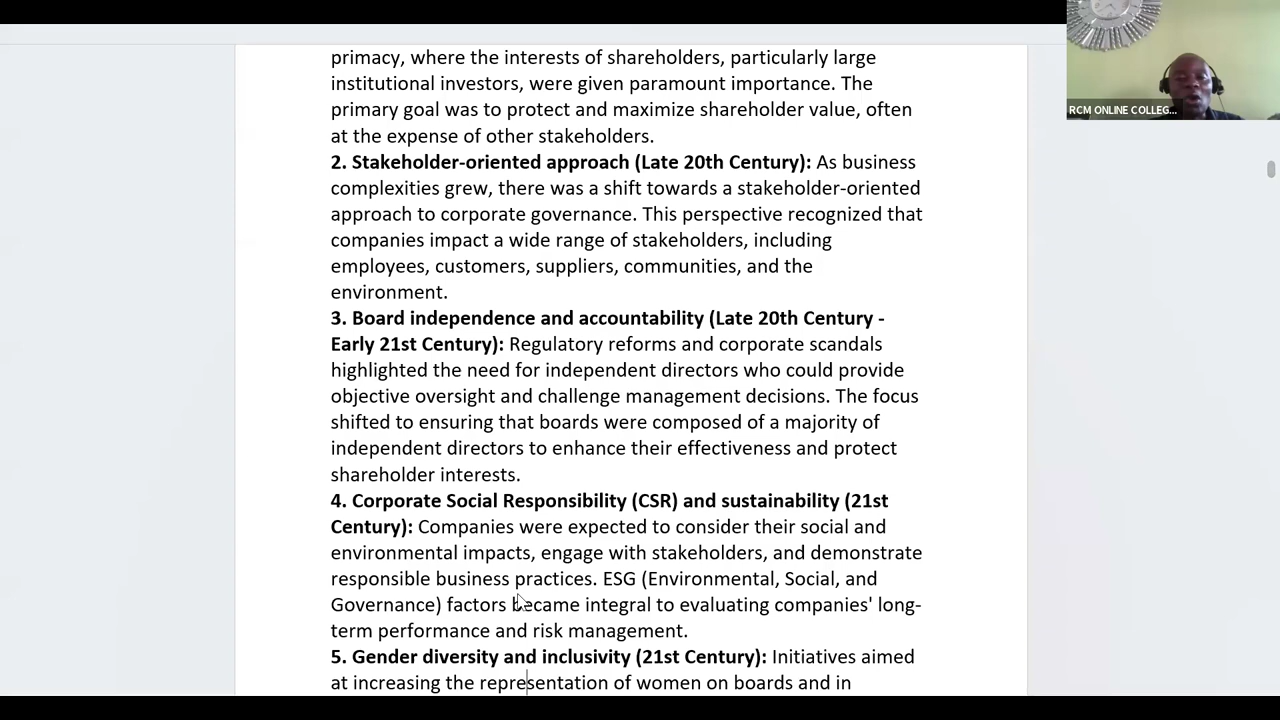 primacy, where the interests of shareholders, particularly large
institutional investors, were given paramount importance. The
primary goal was to protect and maximize shareholder value, often
at the expense of other stakeholders.
2. Stakeholder-oriented approach (Late 20th Century): As business
complexities grew, there was a shift towards a stakeholder-oriented
approach to corporate governance. This perspective recognized that
companies impact a wide range of stakeholders, including
employees, customers, suppliers, communities, and the
environment.
3. Board independence and accountability (Late 20th Century -
Early 21st Century): Regulatory reforms and corporate scandals
highlighted the need for independent directors who could provide
objective oversight and challenge management decisions. The focus
shifted to ensuring that boards were composed of a majority of
independent directors to enhance their effectiveness and protect
shareholder interests.
4. Corporate Social Responsibility (CSR) and sustainability (21st
Century): Companies were expected to consider their social and
environmental impacts, engage with stakeholders, and demonstrate
responsible business practices. ESG (Environmental, Social, and
Governance) factors became integral to evaluating companies' long-
term performance and risk management.
5. Gender diversity and inclusivity (21st Century): Initiatives aimed
at increasing the representation of women on boards and in
RCM ONLINE COLLEG...